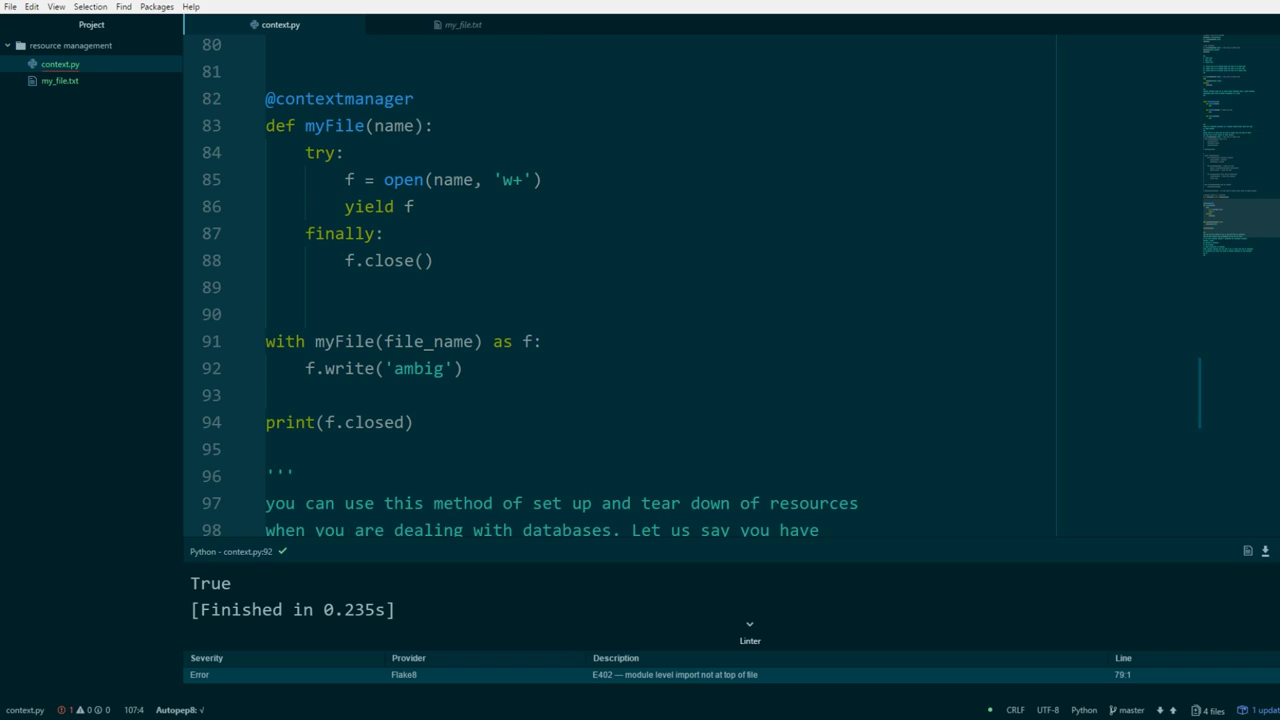 File Edit View Selection Find Packages Help
Project
context.py
my_file.txt
resource management
context.py
my_file.txt
80
81
82 @contextmanager
83 def myFile(name):
84 try:
85 f = open(name, 'w+')
86 yield f
87 finally:
88 f.close()
89
90
91 with myFile(file_name) as f:
92 f.write('ambig')
93
94 print(f.closed)
95
96 '''
97 you can use this method of set up and tear down of resources
98 when you are dealing with databases. Let us say you have
Python - context.py:92
True
[Finished in 0.235s]
Linter
Severity Provider Description Line
Error Flake8 E402 — module level import not at top of file 79:1
context.py 1 0 0 107:4 Autopep8: √ CRLF UTF-8 Python master 4 files 1 updat